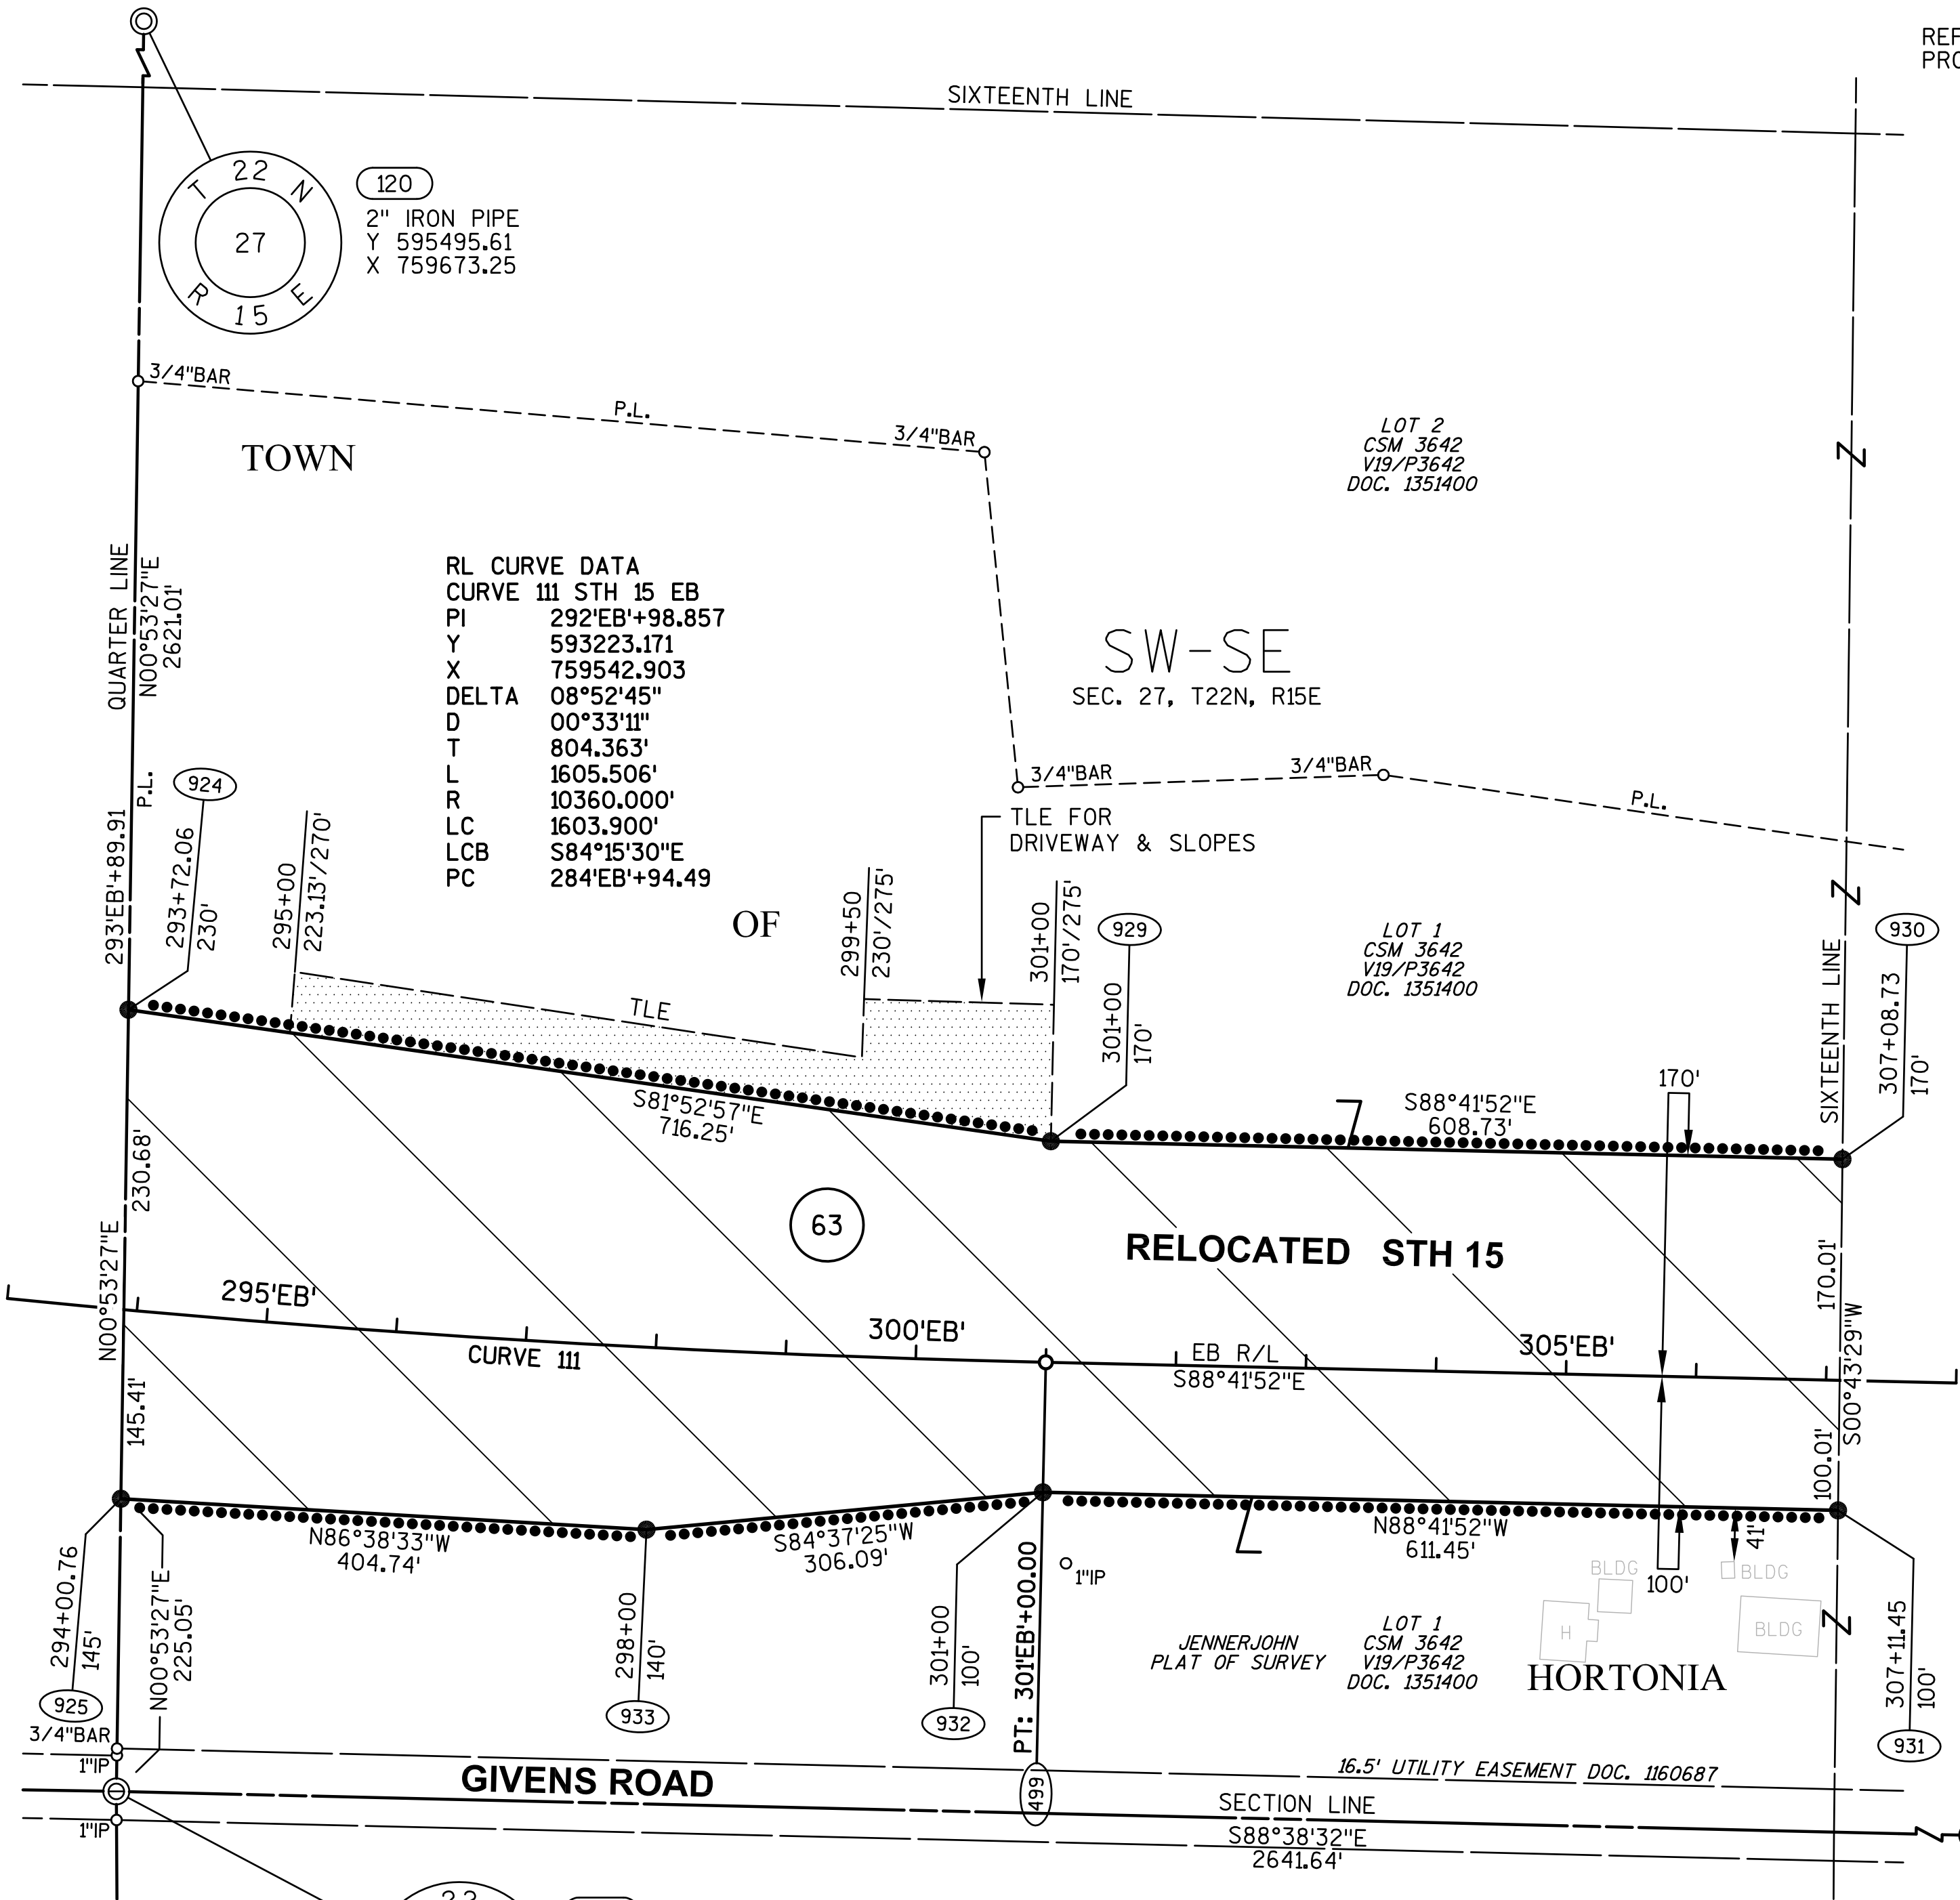 REF
PRO
SIXTEENTH LINE
T 22 N
27
R 15 E
120
2" IRON PIPE
Y 595495.61
X 759673.25
3/4"BAR
P.L.
3/4"BAR
TOWN
LOT 2
CSM 3642
V19/P3642
DOC. 1351400
QUARTER LINE
N00°53'27"E
2621.01'
RL CURVE DATA
CURVE 111 STH 15 EB
PI 292'EB'+98.857
Y 593223.171
X 759542.903
DELTA 08°52'45"
D 00°33'11"
T 804.363'
L 1605.506'
R 10360.000'
LC 1603.900'
LCB S84°15'30"E
PC 284'EB'+94.49
SW-SE
SEC. 27, T22N, R15E
3/4"BAR
3/4"BAR
P.L.
P.L.
TLE FOR
DRIVEWAY & SLOPES
293'EB'+89.91
924
293+72.06
230'
295+00
223.13'/270'
OF
299+50
230'/275'
301+00
170'/275'
929
301+00
170'
LOT 1
CSM 3642
V19/P3642
DOC. 1351400
SIXTEENTH LINE
930
307+08.73
170'
TLE
S81°52'57"E
716.25'
170'
S88°41'52"E
608.73'
230.68'
63
RELOCATED STH 15
170.01'
N00°53'27"E
295'EB'
CURVE 111
300'EB'
EB R/L
S88°41'52"E
305'EB'
S00°43'29"W
145.41'
100.01'
N86°38'33"W
404.74'
S84°37'25"W
306.09'
N88°41'52"W
611.45'
41'
100'
BLDG
BLDG
BLDG
H
1"IP
294+00.76
145'
925
N00°53'27"E
225.05'
298+00
140'
933
301+00
100'
932
PT: 301'EB'+00.00
499
JENNERJOHN
PLAT OF SURVEY
LOT 1
CSM 3642
V19/P3642
DOC. 1351400
HORTONIA
307+11.45
100'
931
3/4"BAR
1"IP
GIVENS ROAD
16.5' UTILITY EASEMENT DOC. 1160687
SECTION LINE
S88°38'32"E
2641.64'
1"IP
22